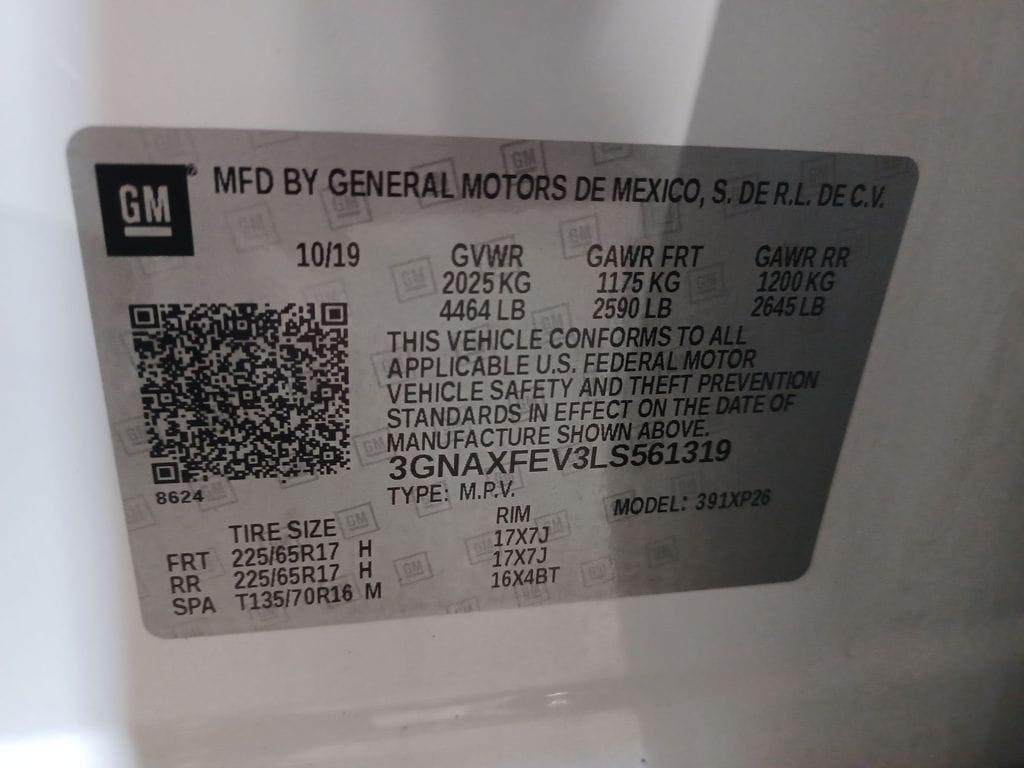 GM MFD BY GENERAL MOTORS DE MEXICO, S. DE R.L. DE C.V.
10/19 GVWR GAWR FRT GAWR RR
2025 KG 1175 KG 1200 KG
4464 LB 2590 LB 2645 LB
THIS VEHICLE CONFORMS TO ALL
APPLICABLE U.S. FEDERAL MOTOR
VEHICLE SAFETY AND THEFT PREVENTION
STANDARDS IN EFFECT ON THE DATE OF
MANUFACTURE SHOWN ABOVE.
3GNAXFEV3LS561319
8624 TYPE: M.P.V. MODEL: 391XP26
TIRE SIZE RIM
FRT 225/65R17 H 17X7J
RR 225/65R17 H 17X7J
SPA T135/70R16 M 16X4BT